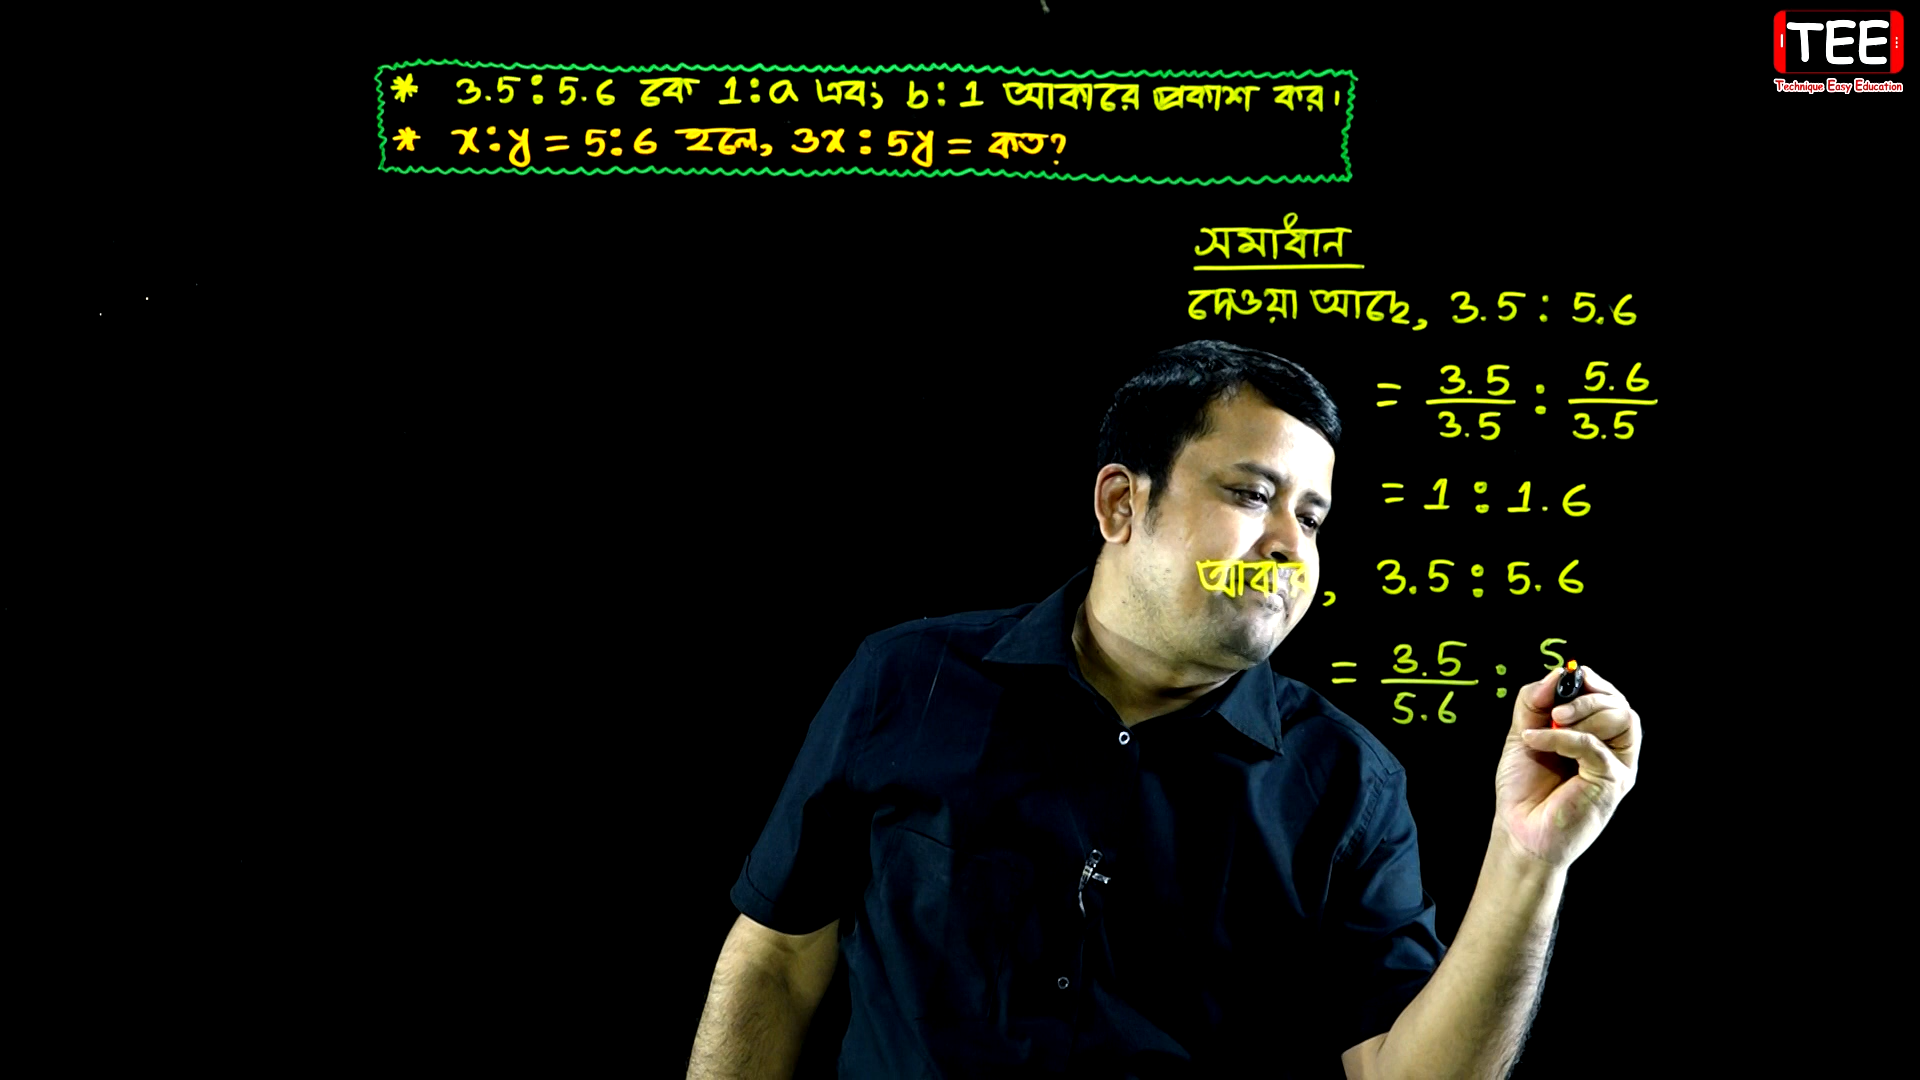 TEE
Technique Easy Education
* 3.5 : 5.6 কে 1 : a এবং b : 1 আকারে প্রকাশ কর।
* x : y = 5 : 6 হলে, 3x : 5y = কত?
সমাধান
দেওয়া আছে, 3.5 : 5.6
= 3.5/3.5 : 5.6/3.5
= 1 : 1.6
আবার, 3.5 : 5.6
= 3.5/5.6 : 5